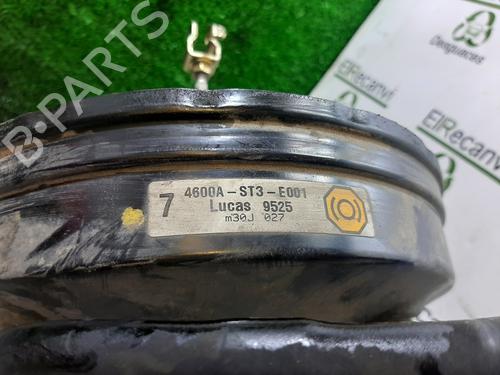 B-PARTS
Desguaces
ElRecanvi
ElRecanvi
7 4600A-ST3-E001
Lucas 9525
m30J 027